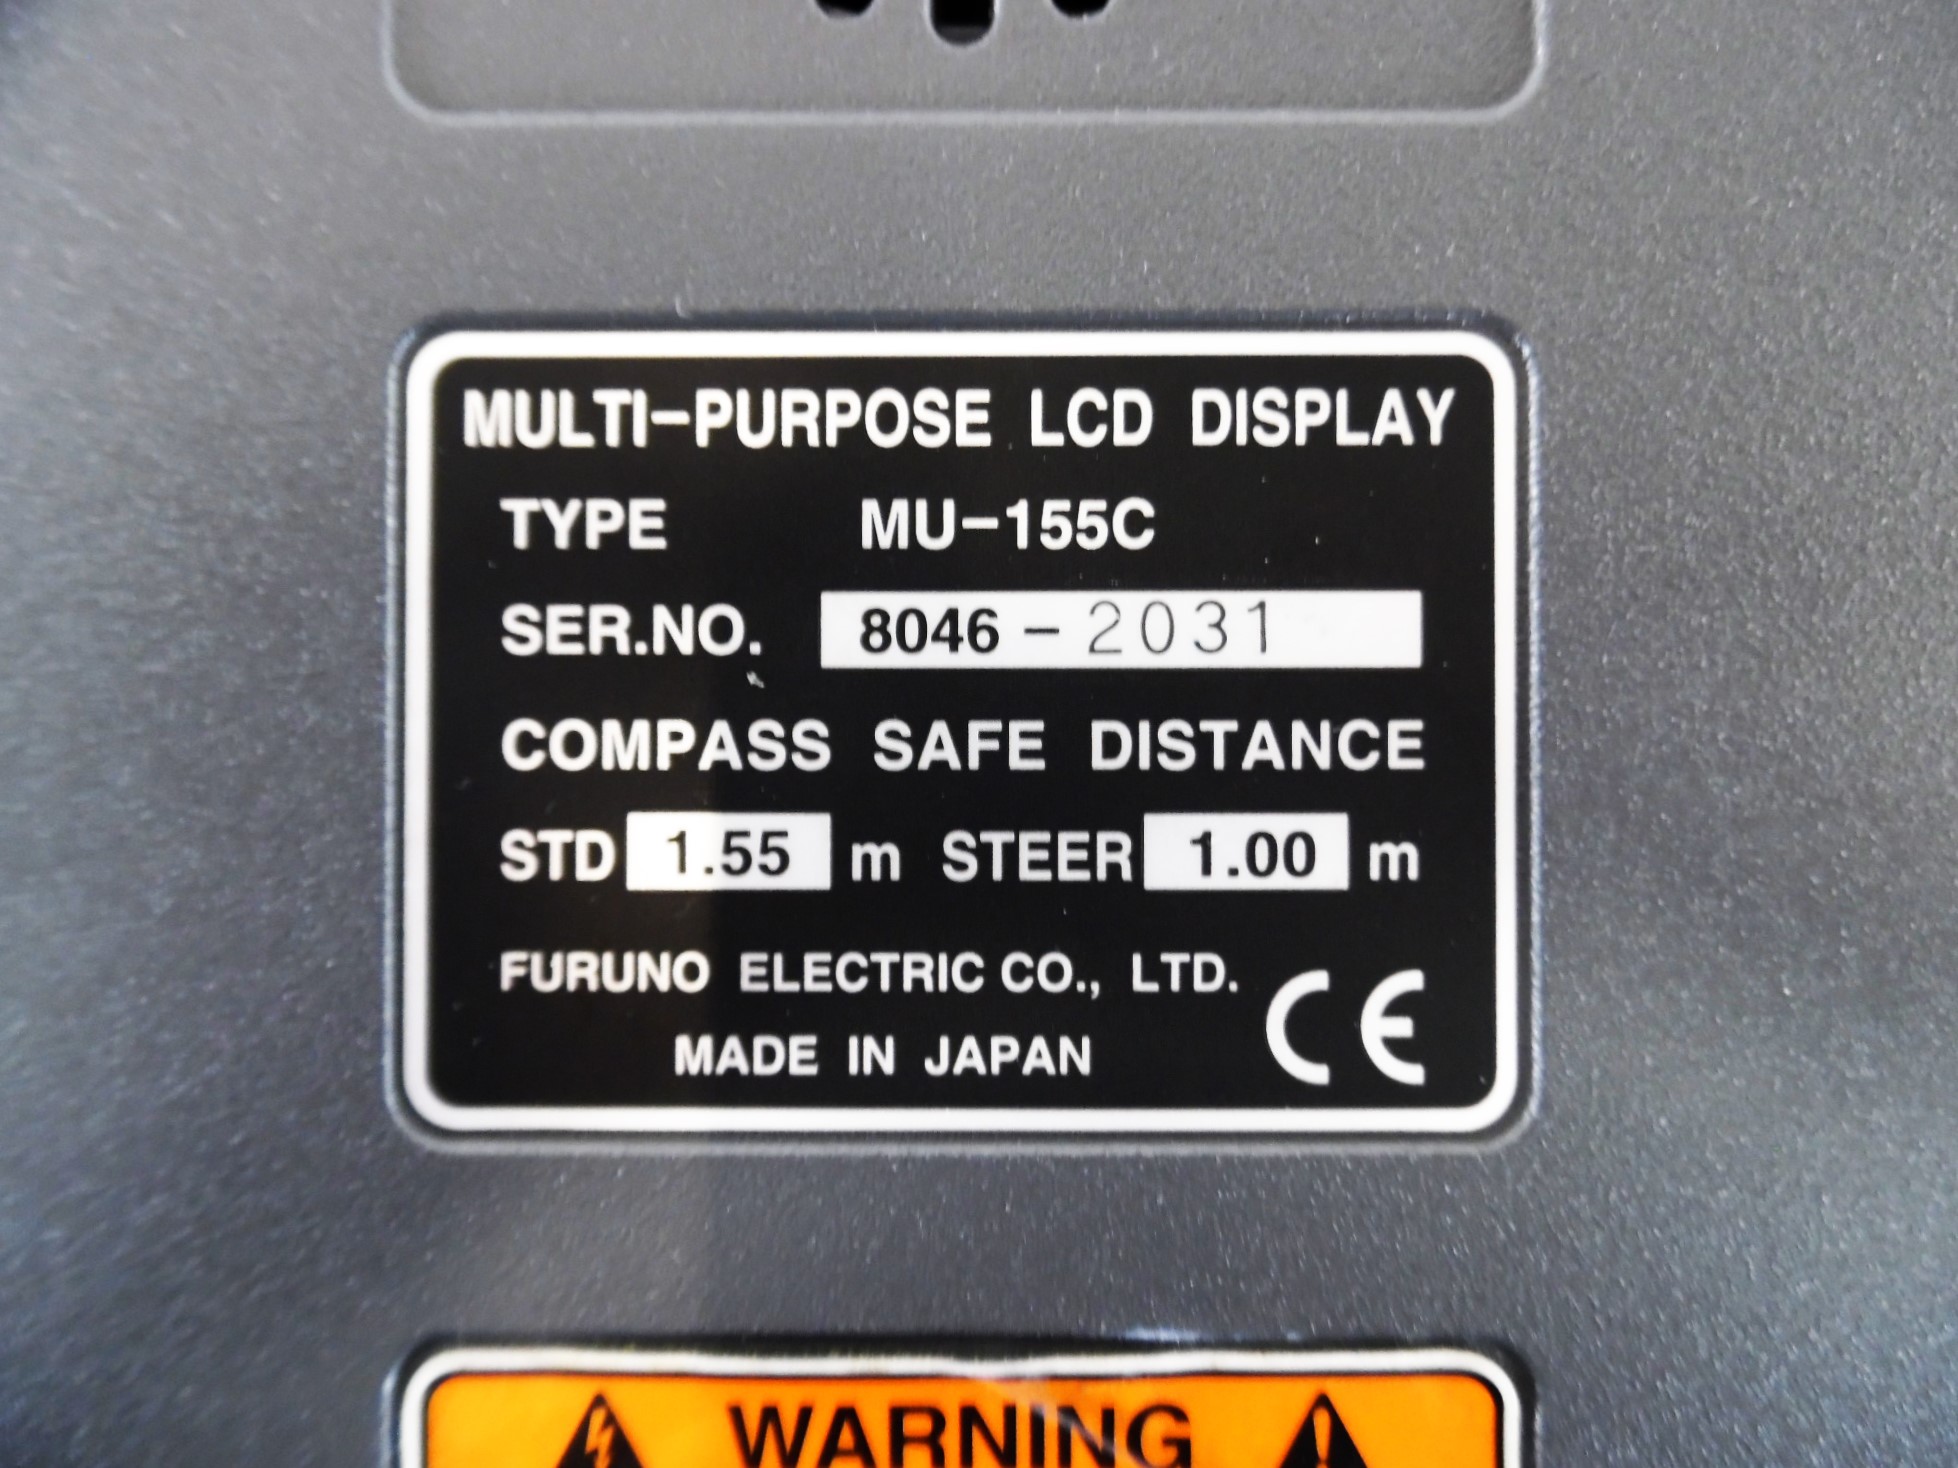 MULTI-PURPOSE LCD DISPLAY
TYPE MU-155C
SER.NO. 8046-2031
COMPASS SAFE DISTANCE
STD 1.55 m STEER 1.00 m
FURUNO ELECTRIC CO., LTD.
MADE IN JAPAN CE
WARNING